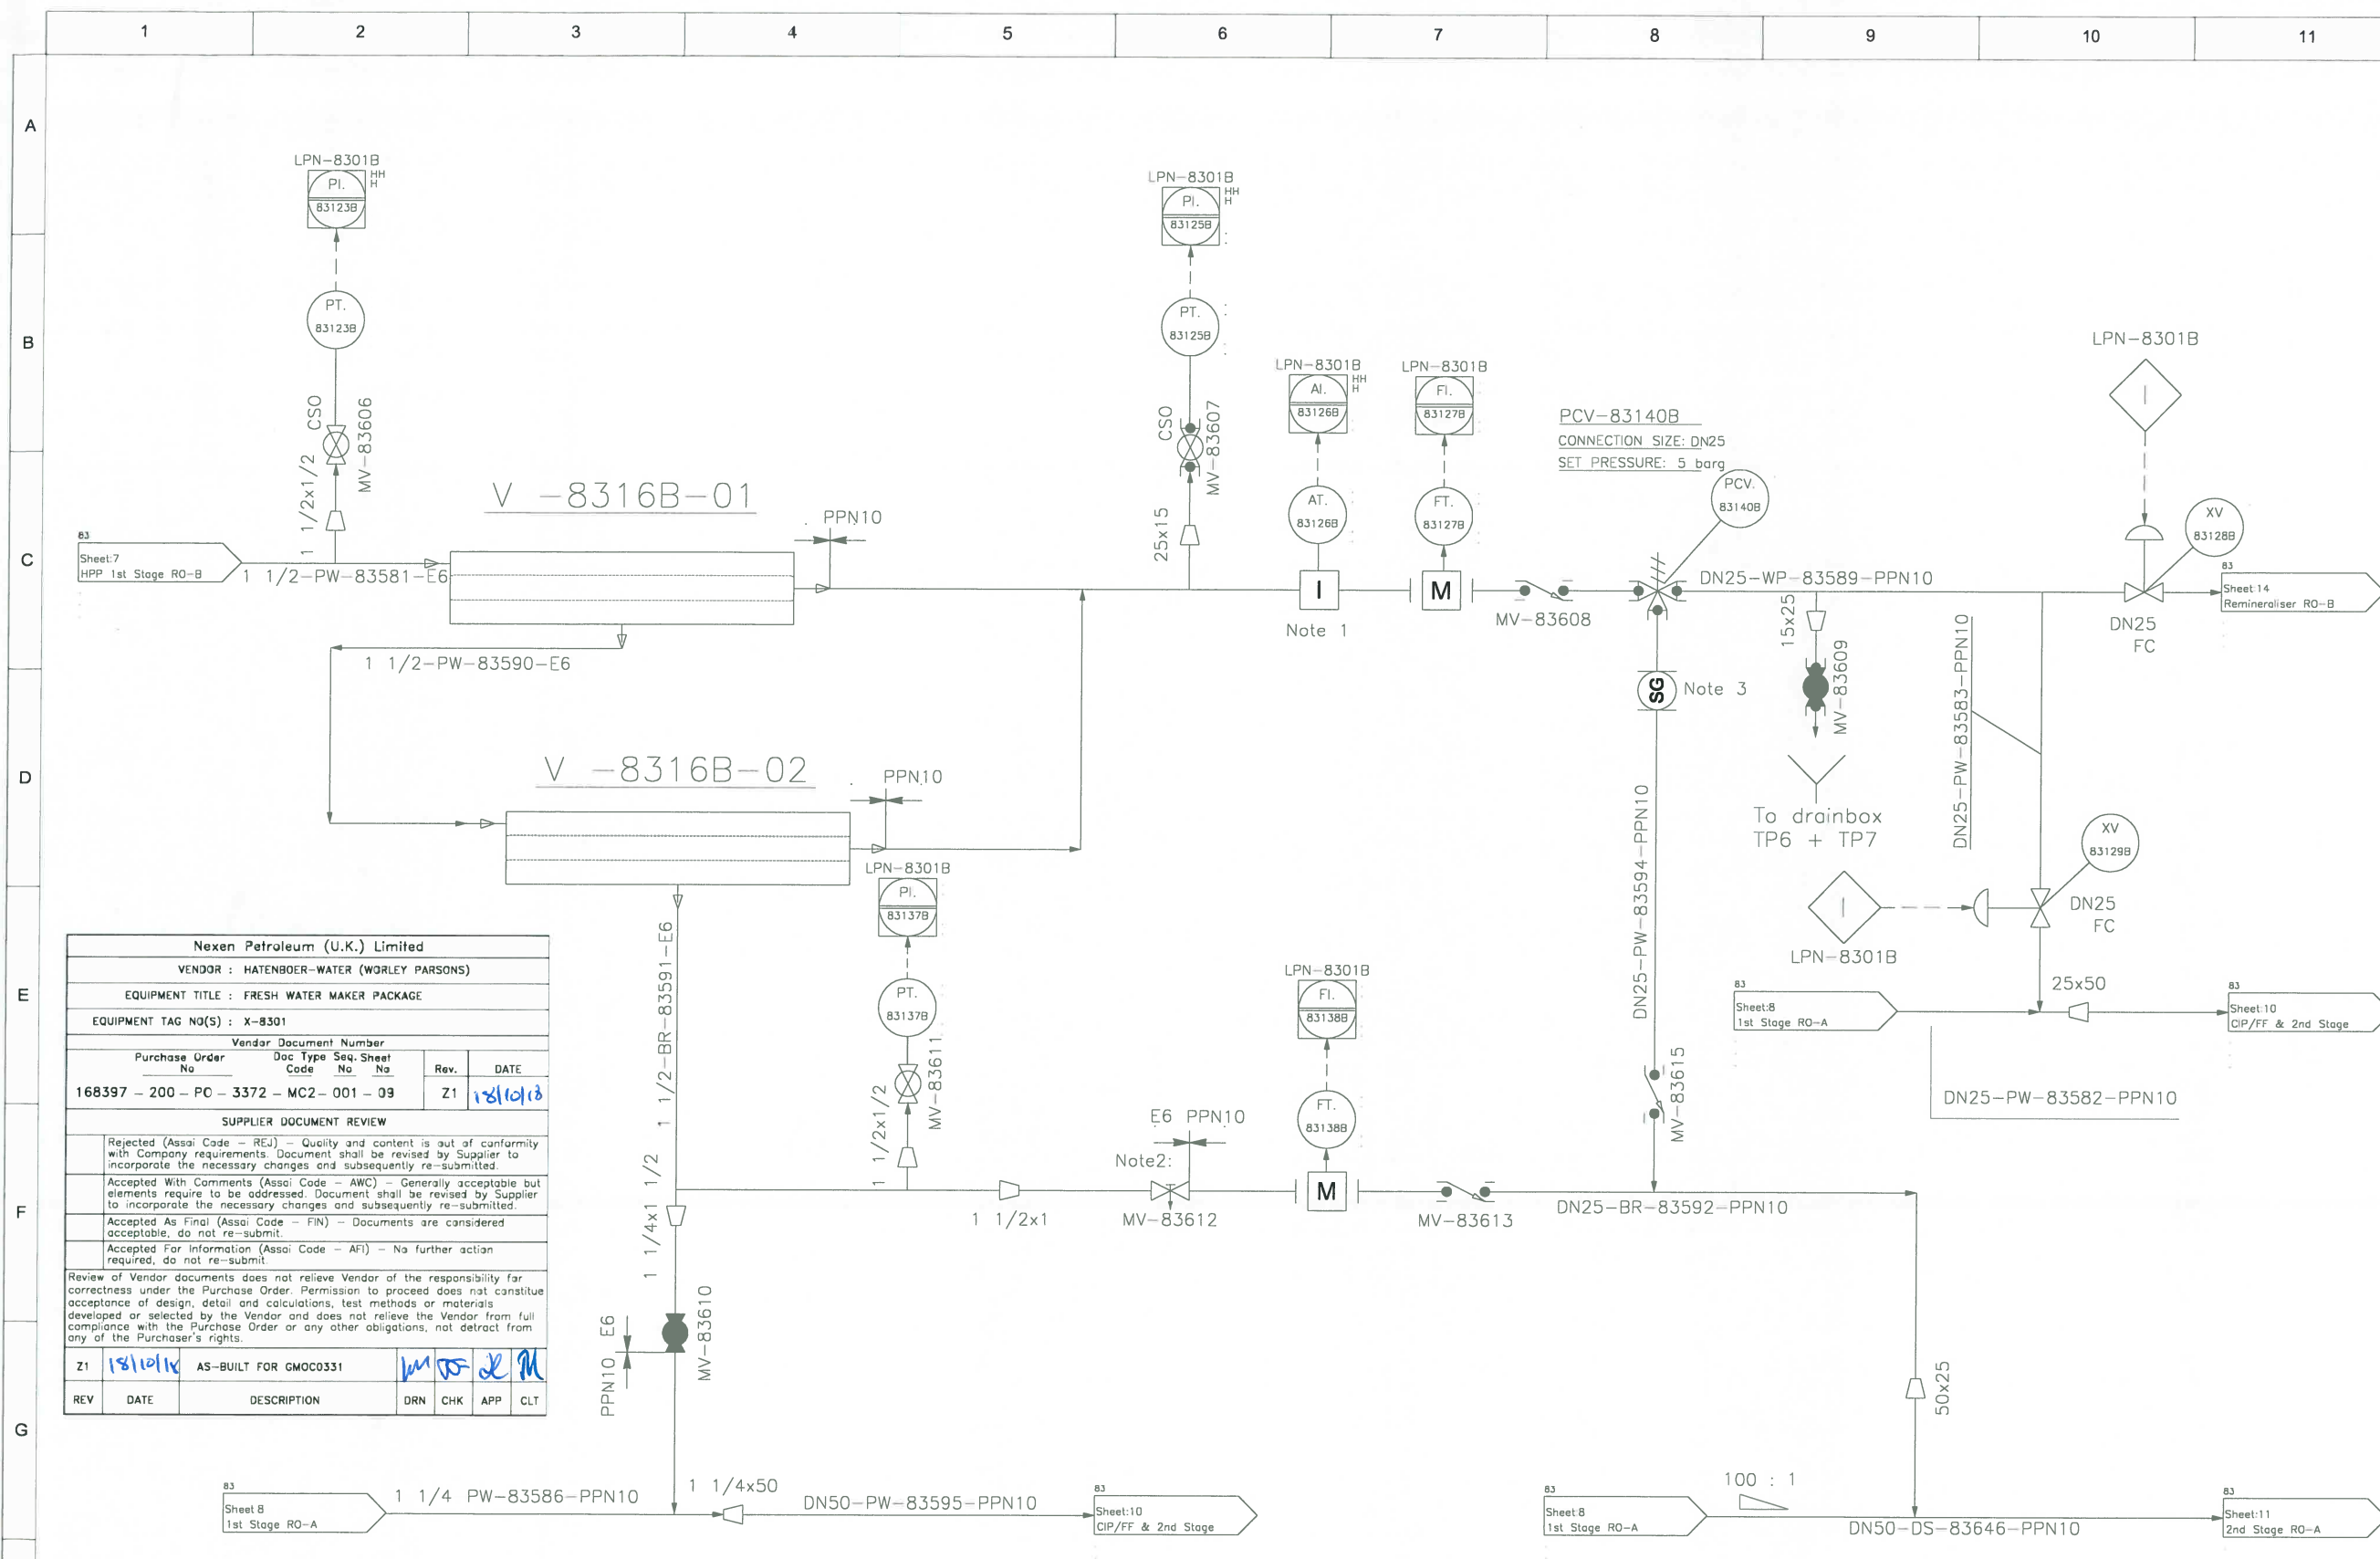 1 2 3 4 5 6 7 8 9 10 11
A
B
C
D
E
F
G
LPN-8301B
PI.
83123B
HH
H
PT.
83123B
CSO
MV-83606
1 1/2x1/2
83
Sheet:7
HPP 1st Stage RO-B
1 1/2-PW-83581-E6
V -8316B-01
PPN10
1 1/2-PW-83590-E6
LPN-8301B
PI.
83125B
HH
H
PT.
83125B
CSO
MV-83607
25x15
LPN-8301B
AI.
83126B
HH
H
AT.
83126B
I
Note 1
LPN-8301B
FI.
83127B
FT.
83127B
M
MV-83608
PCV-83140B
CONNECTION SIZE: DN25
SET PRESSURE: 5 barg
PCV.
83140B
DN25-WP-83589-PPN10
LPN-8301B
I
XV
83128B
DN25
FC
83
Sheet:14
Remineraliser RO-B
SG
Note 3
15x25
MV-83609
To drainbox
TP6 + TP7
DN25-PW-83583-PPN10
V -8316B-02
PPN10
DN25-PW-83594-PPN10
XV
83129B
DN25
FC
I
LPN-8301B
83
Sheet:8
1st Stage RO-A
25x50
83
Sheet:10
CIP/FF & 2nd Stage
DN25-PW-83582-PPN10
LPN-8301B
PI.
83137B
PT.
83137B
MV-83611
1 1/2x1/2
1 1/2-BR-83591-E6
LPN-8301B
FI.
83138B
FT.
83138B
M
E6 PPN10
Note2:
1 1/2x1
MV-83612
MV-83613
MV-83615
DN25-BR-83592-PPN10
1 1/4x1 1/2
MV-83610
PPN10 E6
50x25
Nexen Petroleum (U.K.) Limited
VENDOR : HATENBOER-WATER (WORLEY PARSONS)
EQUIPMENT TITLE : FRESH WATER MAKER PACKAGE
EQUIPMENT TAG NO(S) : X-8301
Vendor Document Number
Purchase Order No Doc Type Code Seq. No Sheet No Rev. DATE
168397 - 200 - PO - 3372 - MC2- 001 - 09 Z1 18/10/18
SUPPLIER DOCUMENT REVIEW
Rejected (Assai Code - REJ) - Quality and content is out of conformity
with Company requirements. Document shall be revised by Supplier to
incorporate the necessary changes and subsequently re-submitted.
Accepted With Comments (Assai Code - AWC) - Generally acceptable but
elements require to be addressed. Document shall be revised by Supplier
to incorporate the necessary changes and subsequently re-submitted.
Accepted As Final (Assai Code - FIN) - Documents are considered
acceptable, do not re-submit.
Accepted For Information (Assai Code - AFI) - No further action
required, do not re-submit.
Review of Vendor documents does not relieve Vendor of the responsibility for
correctness under the Purchase Order. Permission to proceed does not constitue
acceptance of design, detail and calculations, test methods or materials
developed or selected by the Vendor and does not relieve the Vendor from full
compliance with the Purchase Order or any other obligations, not detract from
any of the Purchaser's rights.
Z1 18/10/18 AS-BUILT FOR GMOC0331
REV DATE DESCRIPTION DRN CHK APP CLT
83
Sheet 8
1st Stage RO-A
1 1/4 PW-83586-PPN10
1 1/4x50
DN50-PW-83595-PPN10
83
Sheet:10
CIP/FF & 2nd Stage
83
Sheet:8
1st Stage RO-A
100 : 1
DN50-DS-83646-PPN10
83
Sheet:11
2nd Stage RO-A